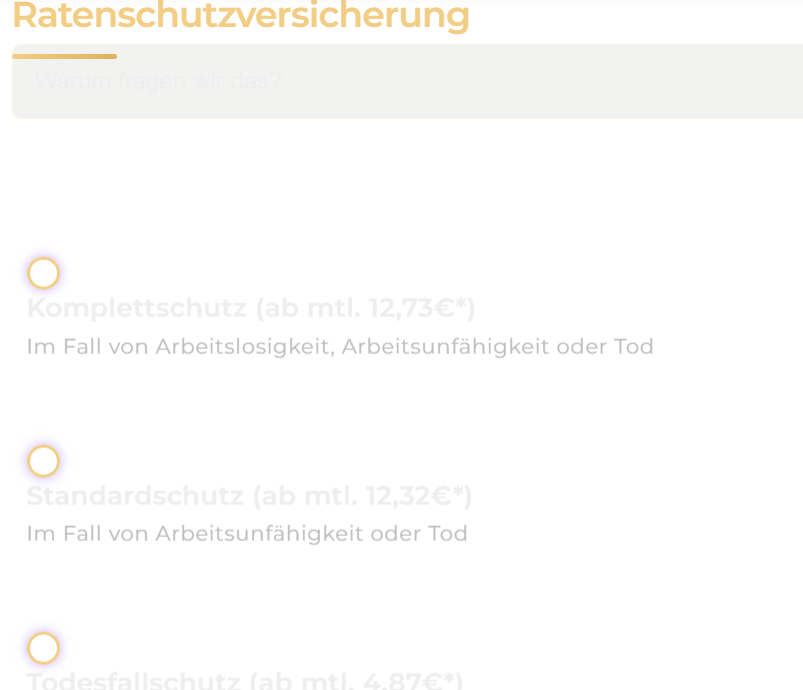 Ratenschutzversicherung
Warum fragen wir das?
Komplettschutz (ab mtl. 12,73€*)
Im Fall von Arbeitslosigkeit, Arbeitsunfähigkeit oder Tod
Standardschutz (ab mtl. 12,32€*)
Im Fall von Arbeitsunfähigkeit oder Tod
Todesfallschutz (ab mtl. 4,87€*)